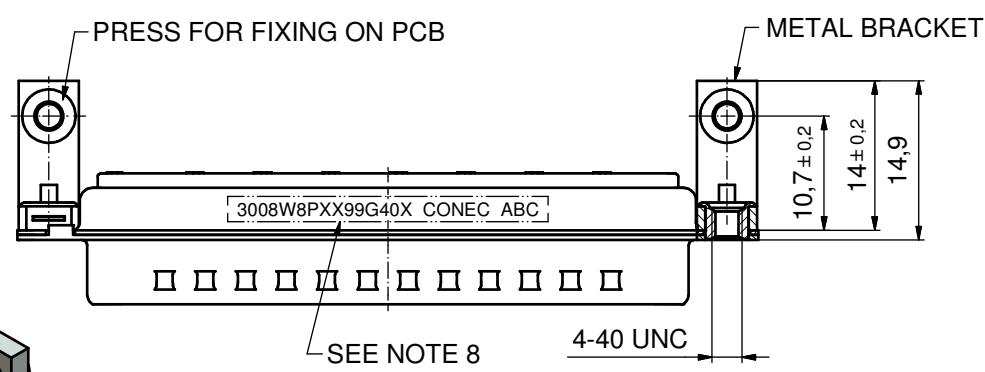 PRESS FOR FIXING ON PCB
METAL BRACKET
10,7±0,2
14±0,2
14,9
3008W8PXX99G40X CONEC ABC
4-40 UNC
SEE NOTE 8